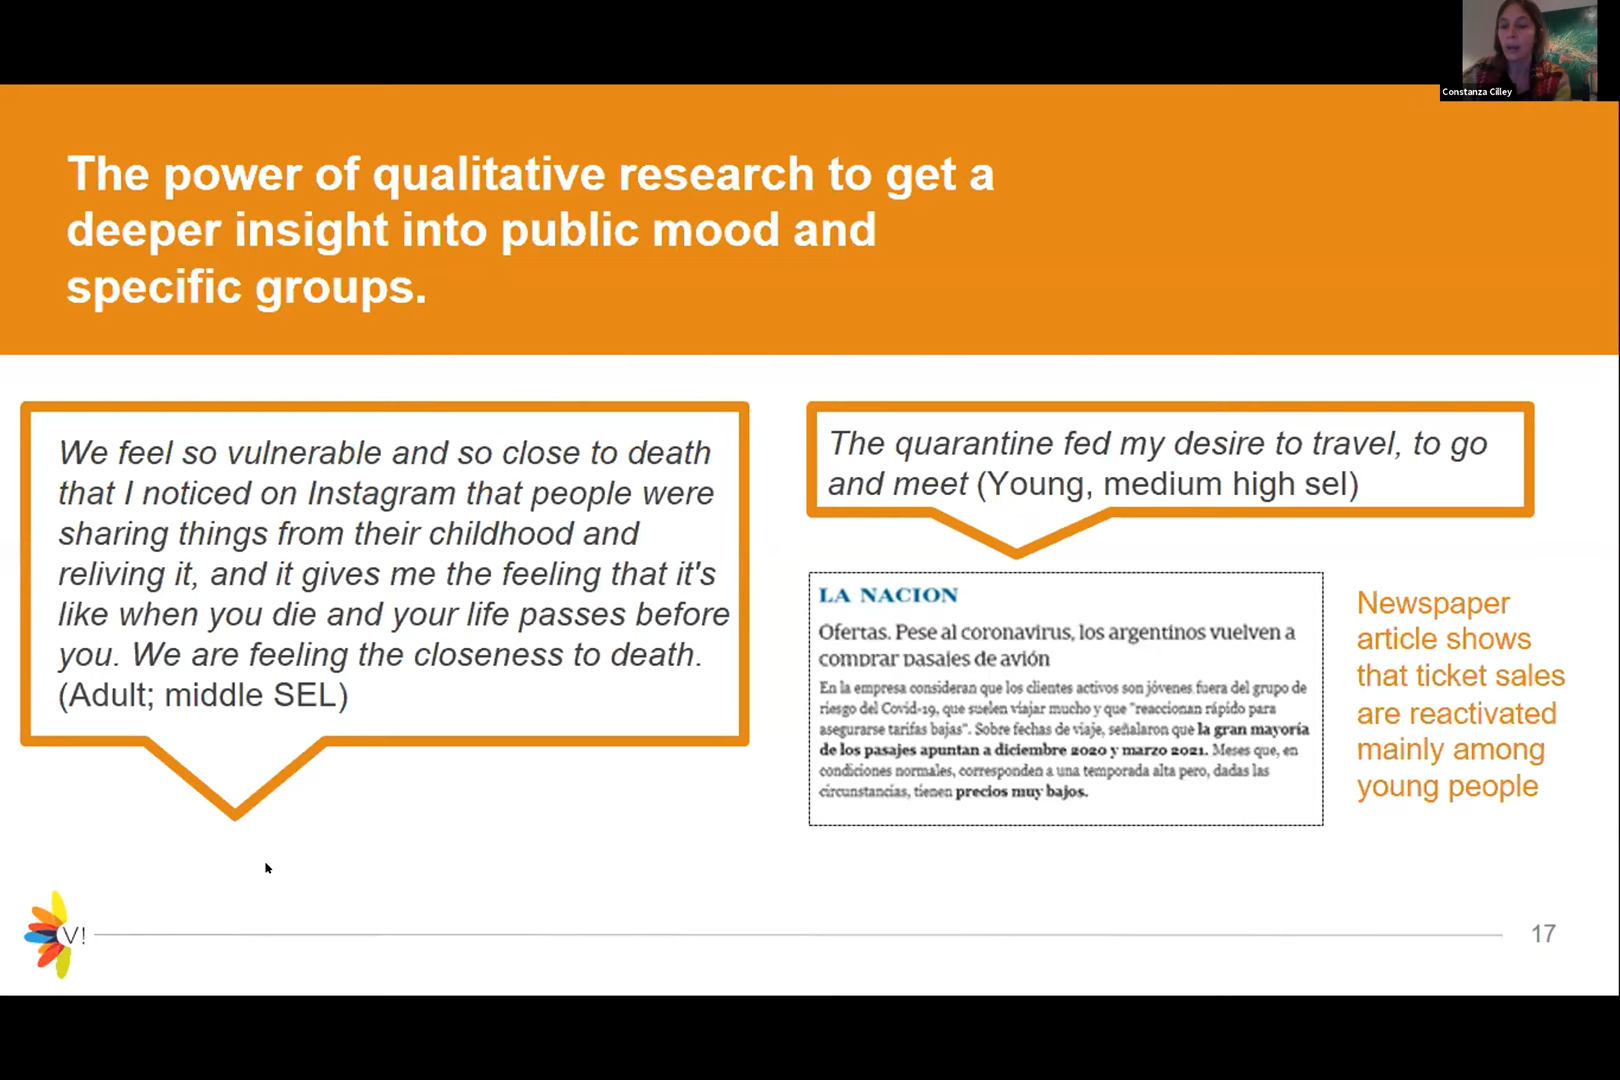 Constanza Cilley
The power of qualitative research to get a
deeper insight into public mood and
specific groups.
We feel so vulnerable and so close to death
that I noticed on Instagram that people were
sharing things from their childhood and
reliving it, and it gives me the feeling that it's
like when you die and your life passes before
you. We are feeling the closeness to death.
(Adult; middle SEL)
The quarantine fed my desire to travel, to go
and meet (Young, medium high sel)
LA NACION
Ofertas. Pese al coronavirus, los argentinos vuelven a
comprar pasajes de avión
En la empresa consideran que los clientes activos son jóvenes fuera del grupo de
riesgo del Covid-19, que suelen viajar mucho y que "reaccionan rápido para
asegurarse tarifas bajas". Sobre fechas de viaje, señalaron que la gran mayoría
de los pasajes apuntan a diciembre 2020 y marzo 2021. Meses que, en
condiciones normales, corresponden a una temporada alta pero, dadas las
circunstancias, tienen precios muy bajos.
Newspaper
article shows
that ticket sales
are reactivated
mainly among
young people
V!
17